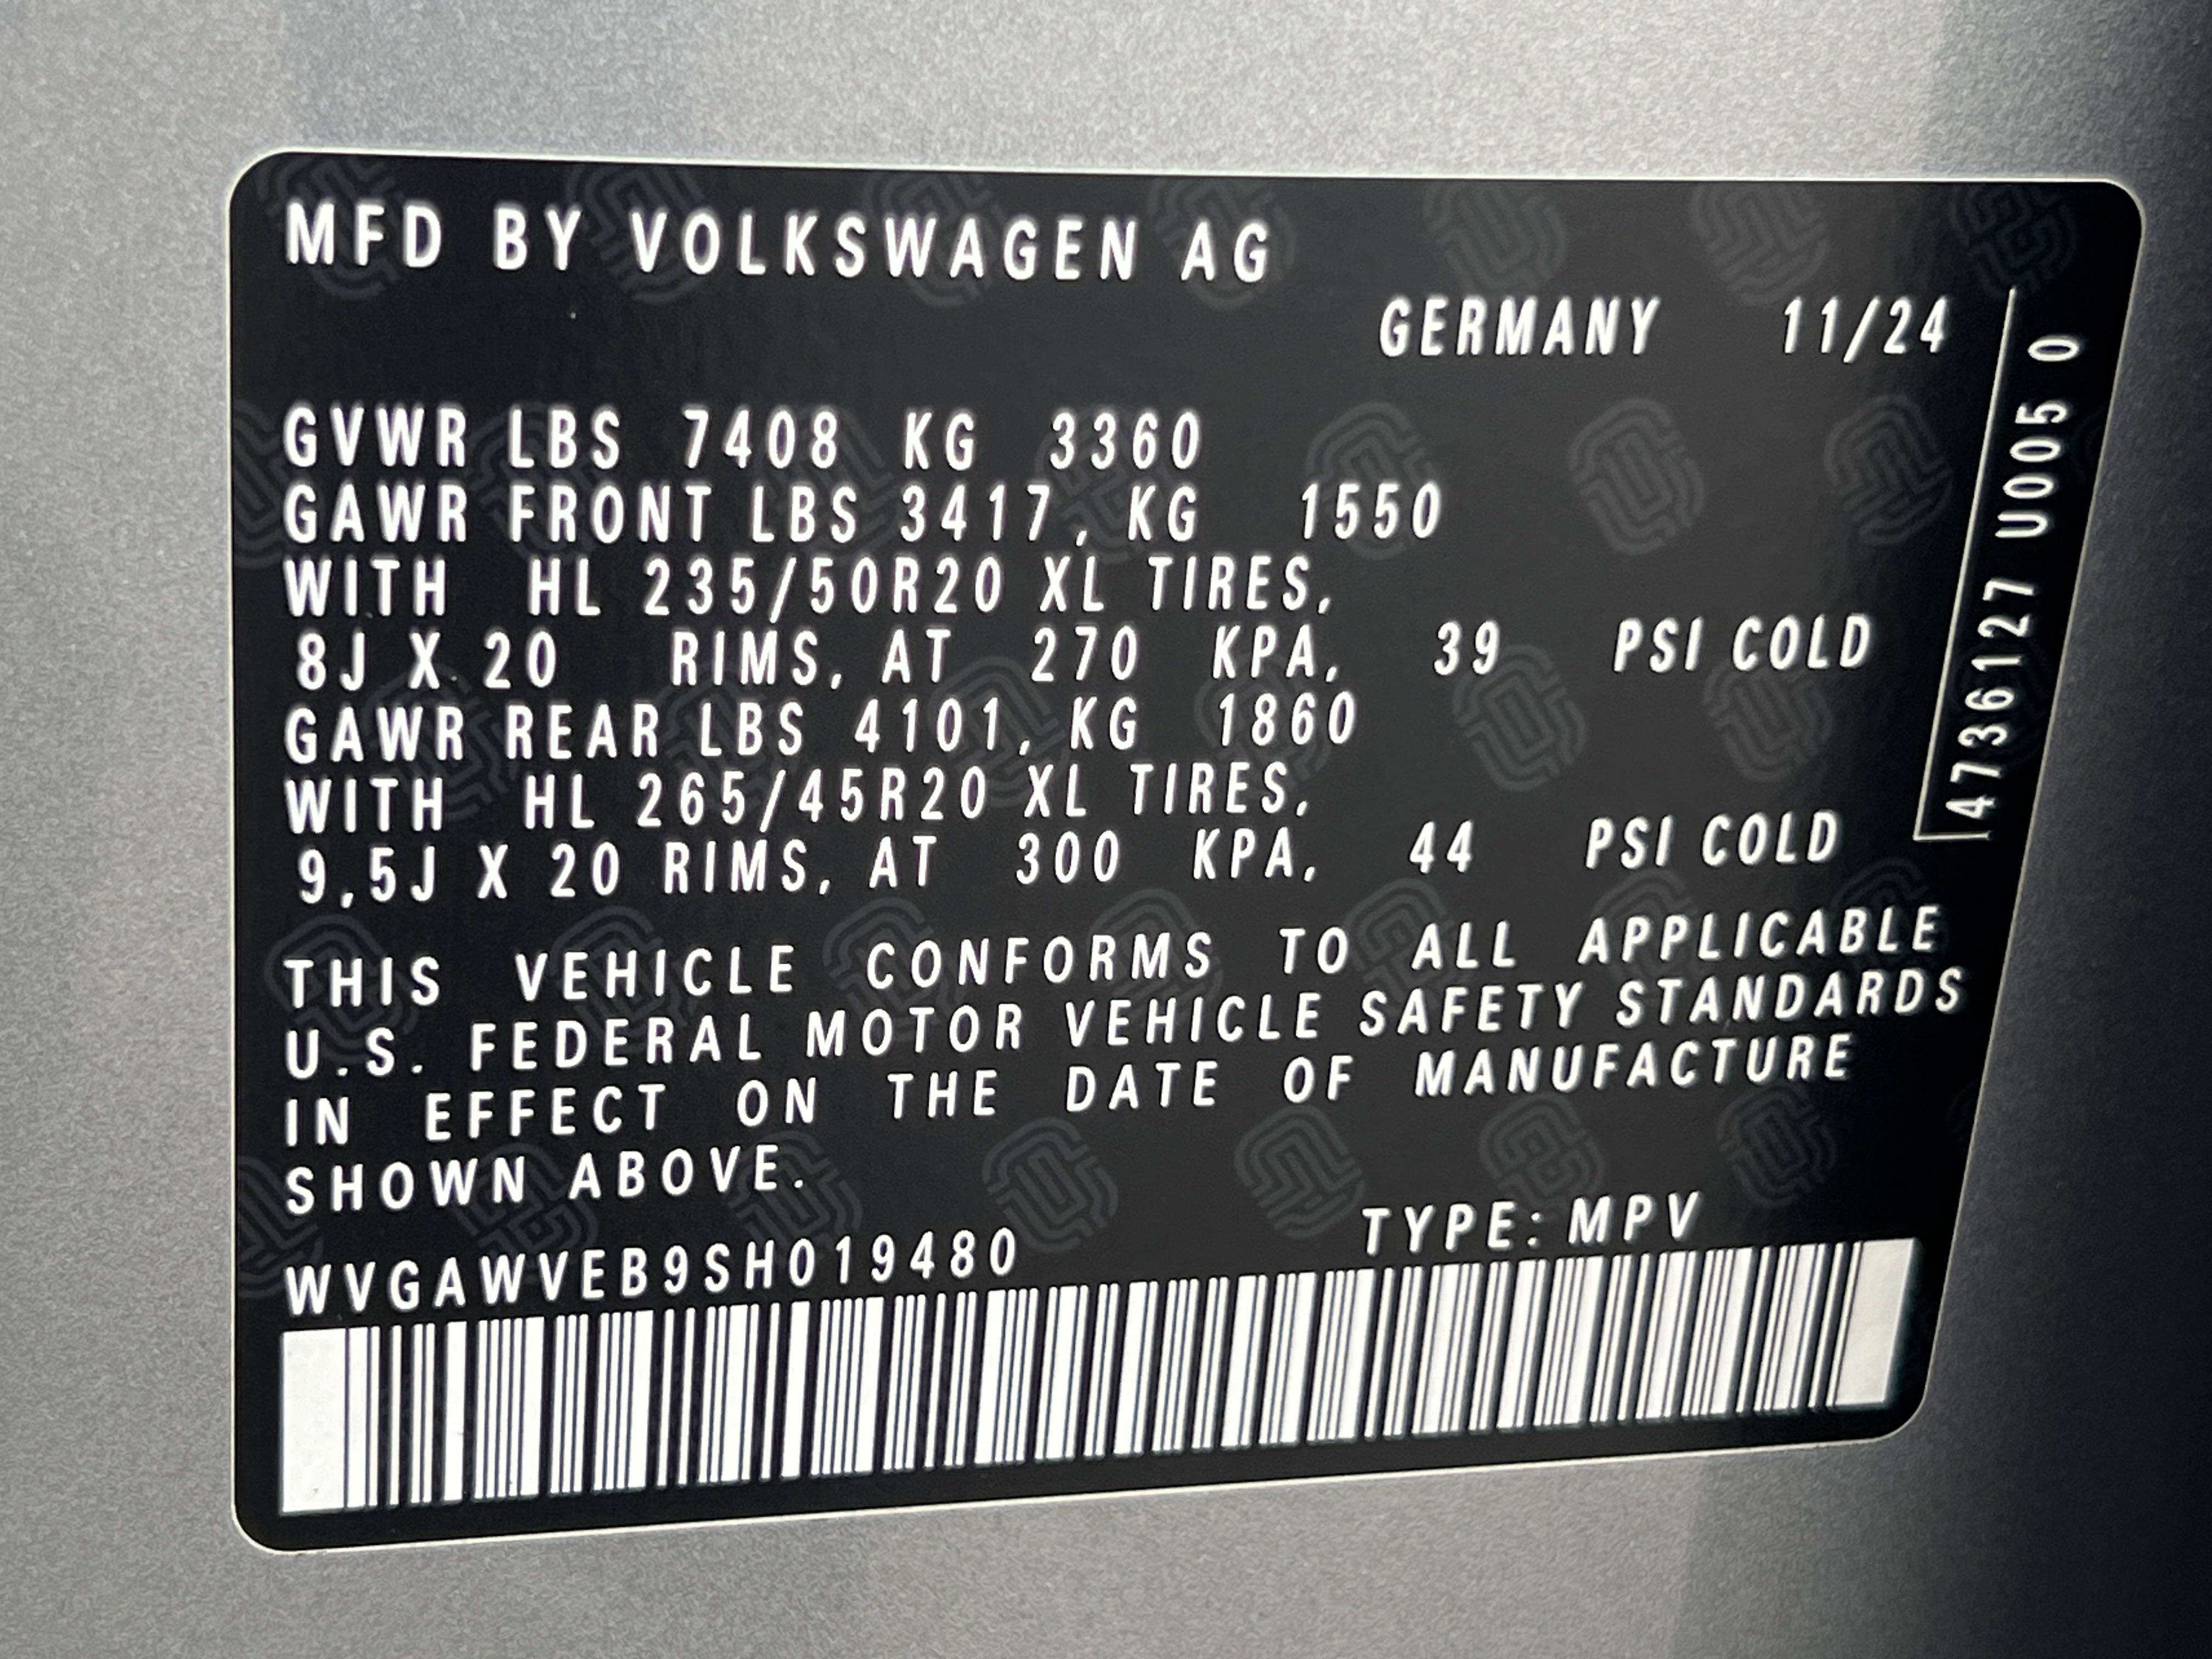 MFD BY VOLKSWAGEN AG
GERMANY 11/24
GVWR LBS 7408 KG 3360
GAWR FRONT LBS 3417, KG 1550
WITH HL 235/50R20 XL TIRES,
8J X 20 RIMS, AT 270 KPA, 39 PSI COLD
GAWR REAR LBS 4101, KG 1860
WITH HL 265/45R20 XL TIRES,
9,5J X 20 RIMS, AT 300 KPA, 44 PSI COLD
THIS VEHICLE CONFORMS TO ALL APPLICABLE
U.S. FEDERAL MOTOR VEHICLE SAFETY STANDARDS
IN EFFECT ON THE DATE OF MANUFACTURE
SHOWN ABOVE.
WVGAWVEB9SH019480 TYPE: MPV
4736127 U005 0